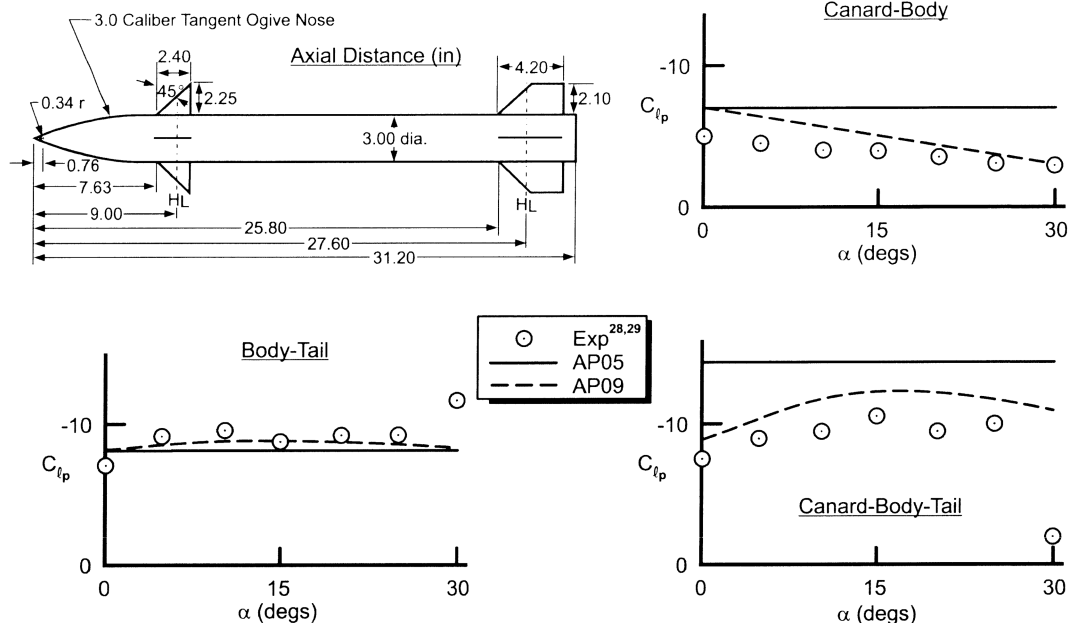 3.0 Caliber Tangent Ogive Nose
Axial Distance (in)
2.40
4.20
45°
2.25
2.10
0.34 r
3.00 dia.
0.76
7.63
HL
HL
9.00
25.80
27.60
31.20
Canard-Body
-10
Cℓp
0
0 15 30
α (degs)
Exp28,29
AP05
AP09
Body-Tail
-10
Cℓp
0
0 15 30
α (degs)
-10
Cℓp
Canard-Body-Tail
0
0 15 30
α (degs)